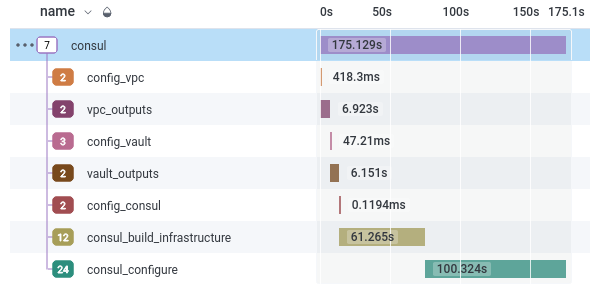 name 0s 50s 100s 150s 175.1s
7 consul 175.129s
2 config_vpc 418.3ms
2 vpc_outputs 6.923s
3 config_vault 47.21ms
2 vault_outputs 6.151s
2 config_consul 0.1194ms
12 consul_build_infrastructure 61.265s
24 consul_configure 100.324s